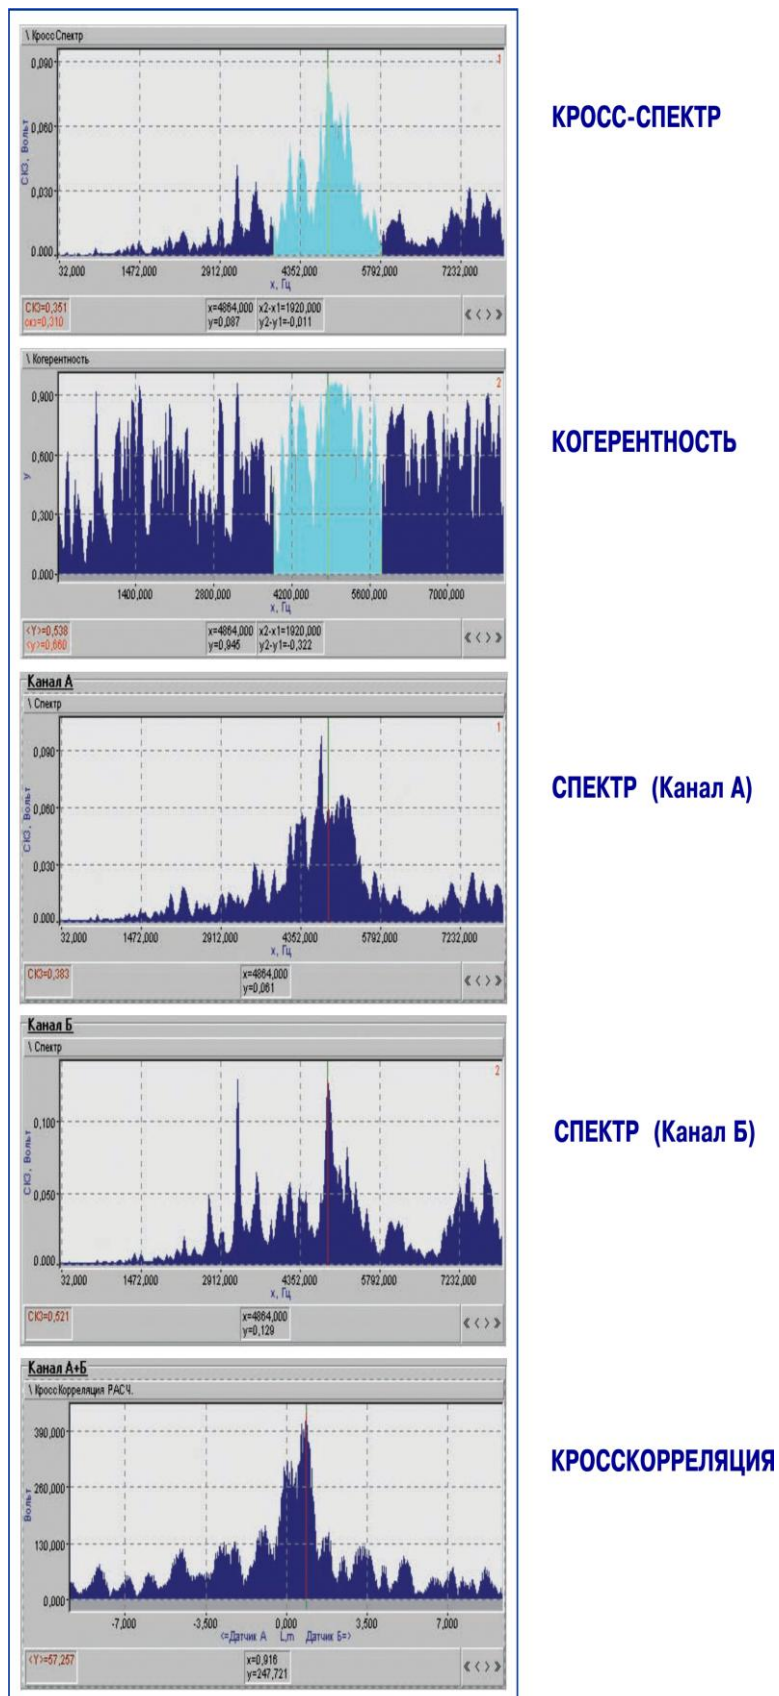 \ КроссСпектр
1
0,090
0,060
0,030
0.000
СКЗ, Вольт
32,000 1472,000 2912,000 4352,000 5792,000 7232,000
x, Гц
СКЗ=0,351
скз=0,310
x=4864,000 x2-x1=1920,000
y=0,087 y2-y1=-0,011
КРОСС-СПЕКТР
\ Когерентность
2
0,900
0,600
0,300
0.000
y
1400,000 2800,000 4200,000 5600,000 7000,000
x, Гц
<Y>=0,538
<y>=0,660
x=4864,000 x2-x1=1920,000
y=0,945 y2-y1=-0,322
КОГЕРЕНТНОСТЬ
Канал А
\ Спектр
1
0,090
0,060
0,030
0.000
СКЗ, Вольт
32,000 1472,000 2912,000 4352,000 5792,000 7232,000
x, Гц
СКЗ=0,383
x=4864,000
y=0,061
СПЕКТР (Канал А)
Канал Б
\ Спектр
2
0,100
0,050
0.000
СКЗ, Вольт
32,000 1472,000 2912,000 4352,000 5792,000 7232,000
x, Гц
СКЗ=0,521
x=4864,000
y=0,129
СПЕКТР (Канал Б)
Канал А+Б
\ КроссКорреляция РАСЧ.
390,000
260,000
130,000
0,000
Вольт
-7,000 -3,500 0,000 3,500 7,000
<=Датчик А L,m Датчик Б=>
<Y>=57,257
x=0,916
y=247,721
КРОССКОРРЕЛЯЦИЯ